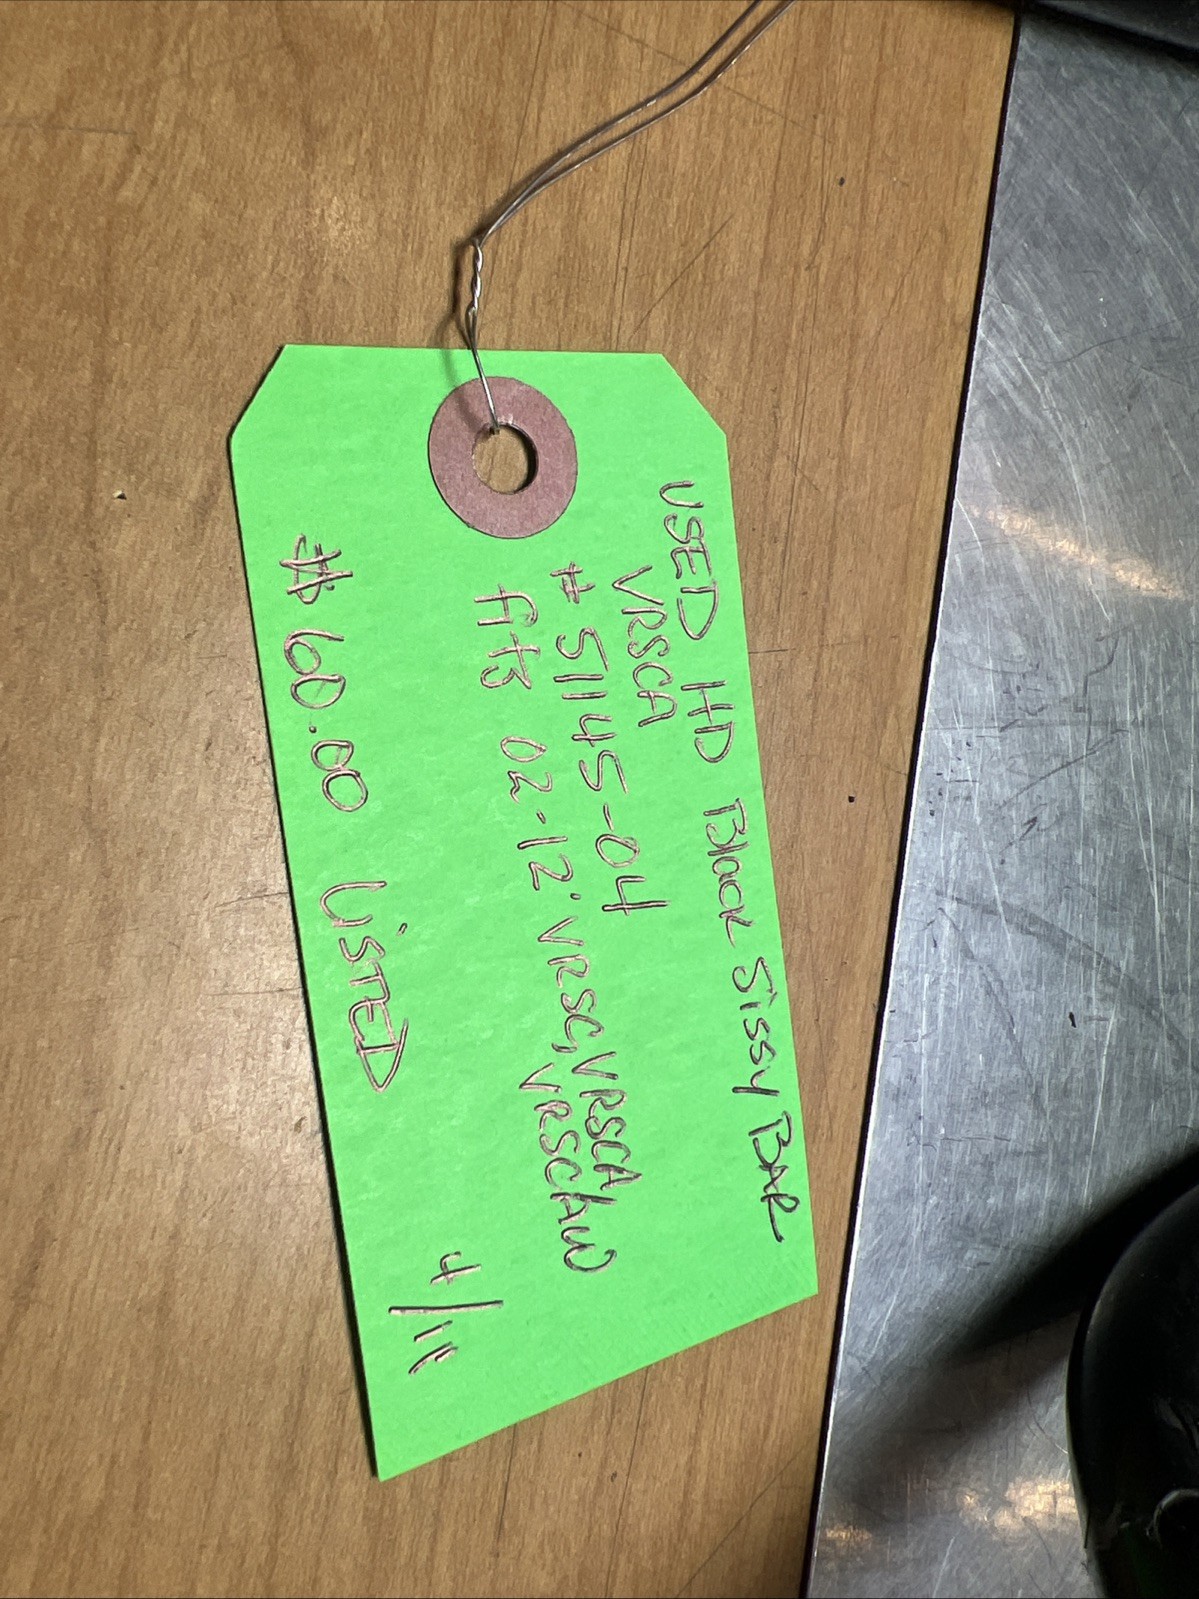 USED HD Black Sissy BAR
VRSCA
# 51145-04
fits 02-12' VRSC, VRSCA
VRSCAW
$60.00 LiSTED
4/11